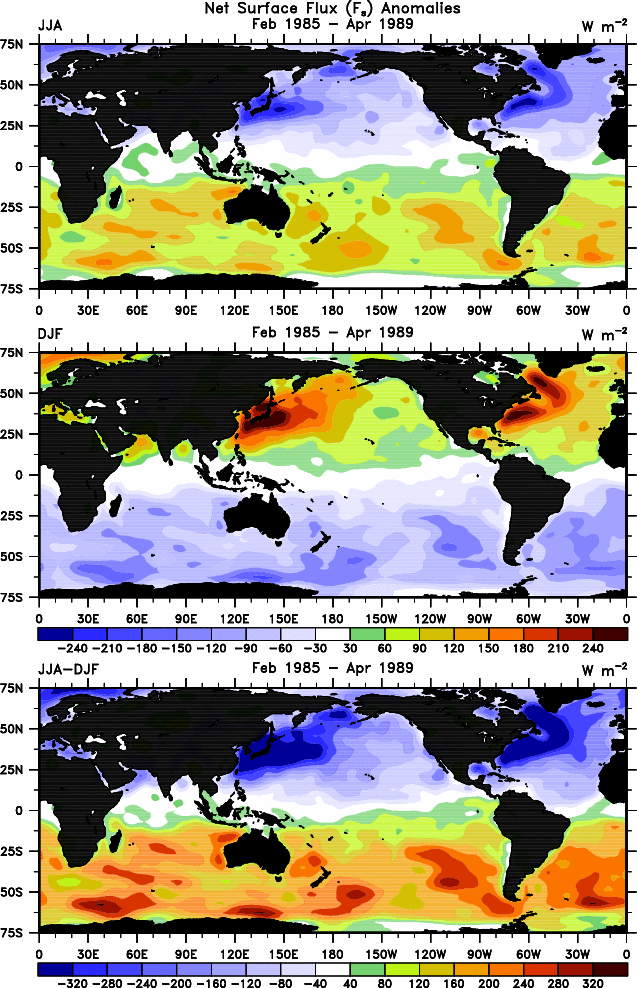 Net Surface Flux (Fs) Anomalies
JJA Feb 1985 - Apr 1989 W m−2
75N
50N
25N
0
25S
50S
75S
0 30E 60E 90E 120E 150E 180 150W 120W 90W 60W 30W 0
DJF Feb 1985 - Apr 1989 W m−2
75N
50N
25N
0
25S
50S
75S
0 30E 60E 90E 120E 150E 180 150W 120W 90W 60W 30W 0
−240 −210 −180 −150 −120 −90 −60 −30 30 60 90 120 150 180 210 240
JJA−DJF Feb 1985 - Apr 1989 W m−2
75N
50N
25N
0
25S
50S
75S
0 30E 60E 90E 120E 150E 180 150W 120W 90W 60W 30W 0
−320 −280 −240 −200 −160 −120 −80 −40 40 80 120 160 200 240 280 320